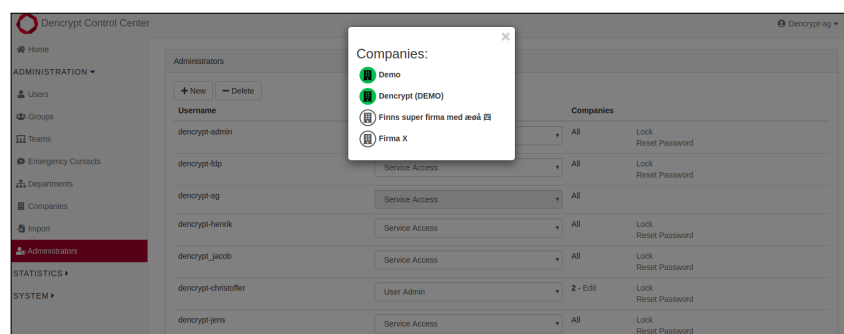 Dencrypt Control Center
Dencrypt-ag
Home
ADMINISTRATION
Users
Groups
Teams
Emergency Contacts
Departments
Companies
Import
Administrators
STATISTICS
SYSTEM
Administrators
New
Delete
Username
Companies
dencrypt-admin
All
Lock
Reset Password
dencrypt-fdp
Service Access
All
Lock
Reset Password
dencrypt-ag
Service Access
All
dencrypt-henrik
Service Access
All
Lock
Reset Password
dencrypt_jacob
Service Access
All
Lock
Reset Password
dencrypt-christoffer
User Admin
2 - Edit
Lock
Reset Password
dencrypt-jens
Service Access
All
Lock
Reset Password
×
Companies:
Demo
Dencrypt (DEMO)
Finns super firma med æøå
Firma X